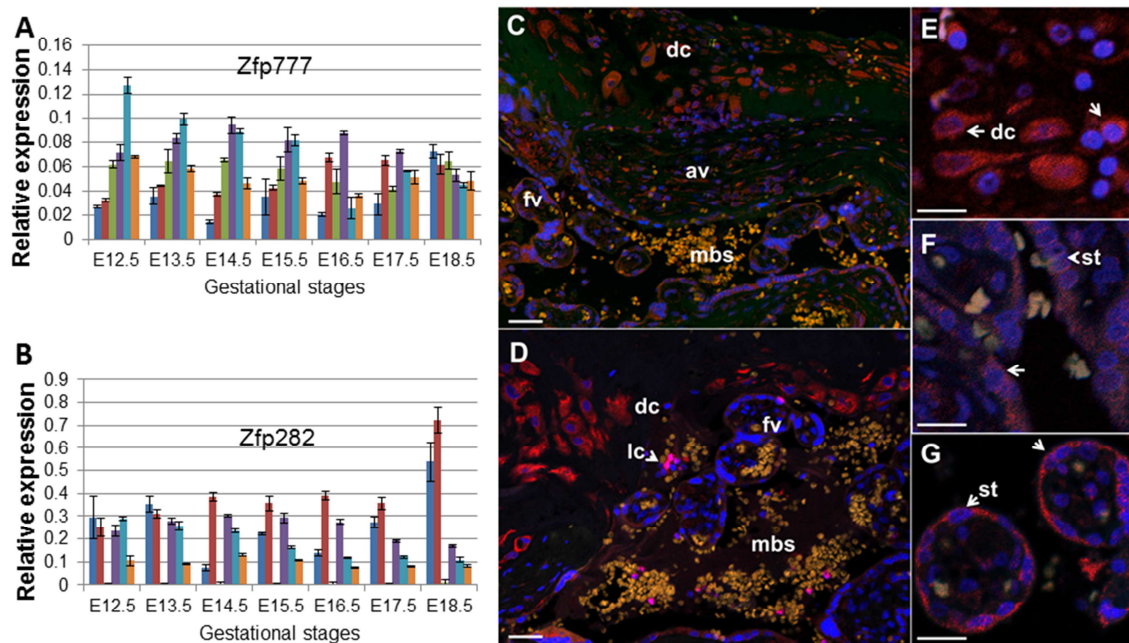 A
Relative expression
0.16
0.14
0.12
0.1
0.08
0.06
0.04
0.02
0
Zfp777
E12.5 E13.5 E14.5 E15.5 E16.5 E17.5 E18.5
Gestational stages
B
Relative expression
0.9
0.8
0.7
0.6
0.5
0.4
0.3
0.2
0.1
0
Zfp282
E12.5 E13.5 E14.5 E15.5 E16.5 E17.5 E18.5
Gestational stages
C
dc
av
fv
mbs
D
dc
fv
lc
mbs
E
dc
F
st
G
st